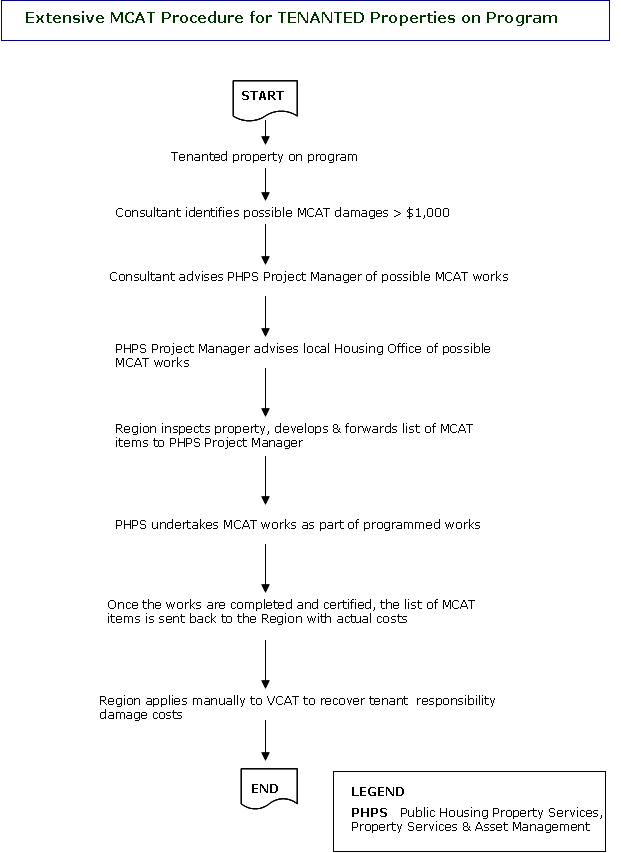 Extensive MCAT Procedure for TENANTED Properties on Program
START
Tenanted property on program
Consultant identifies possible MCAT damages > $1,000
Consultant advises PHPS Project Manager of possible MCAT works
PHPS Project Manager advises local Housing Office of possible
MCAT works
Region inspects property, develops & forwards list of MCAT
items to PHPS Project Manager
PHPS undertakes MCAT works as part of programmed works
Once the works are completed and certified, the list of MCAT
items is sent back to the Region with actual costs
Region applies manually to VCAT to recover tenant responsibility
damage costs
END
LEGEND
PHPS Public Housing Property Services,
Property Services & Asset Management